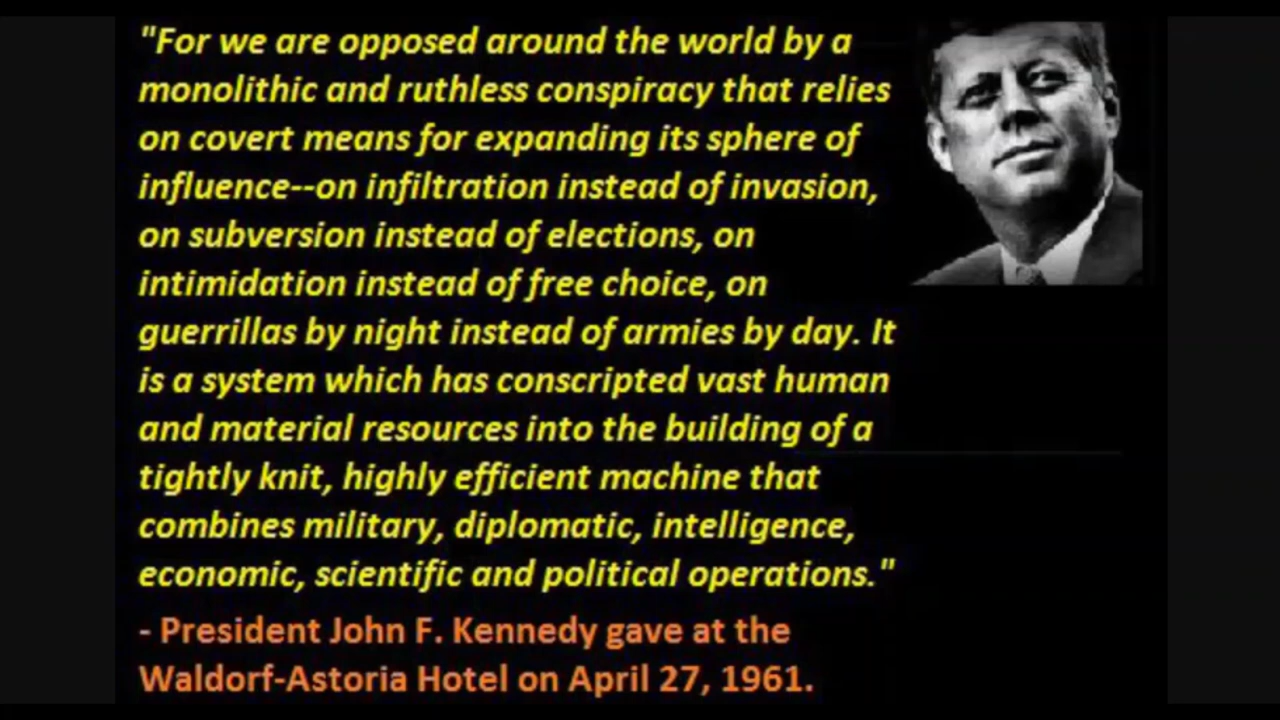 "For we are opposed around the world by a
monolithic and ruthless conspiracy that relies
on covert means for expanding its sphere of
influence--on infiltration instead of invasion,
on subversion instead of elections, on
intimidation instead of free choice, on
guerrillas by night instead of armies by day. It
is a system which has conscripted vast human
and material resources into the building of a
tightly knit, highly efficient machine that
combines military, diplomatic, intelligence,
economic, scientific and political operations."
- President John F. Kennedy gave at the
Waldorf-Astoria Hotel on April 27, 1961.